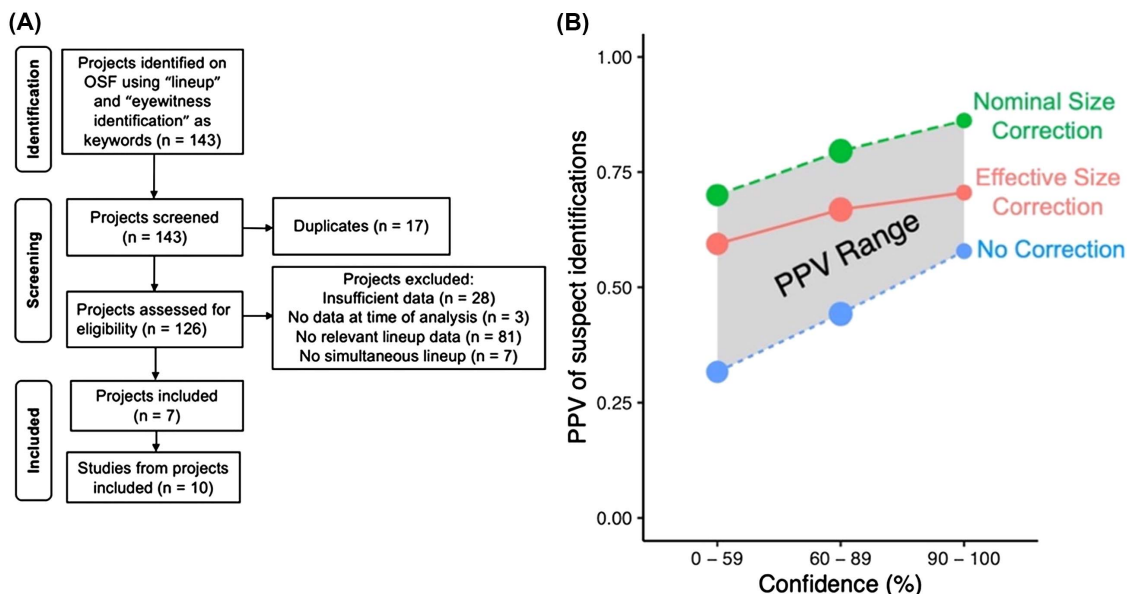 (A)
Identification
Projects identified on
OSF using “lineup”
and “eyewitness
identification” as
keywords (n = 143)
Screening
Projects screened
(n = 143)
Duplicates (n = 17)
Projects assessed for
eligibility (n = 126)
Projects excluded:
Insufficient data (n = 28)
No data at time of analysis (n = 3)
No relevant lineup data (n = 81)
No simultaneous lineup (n = 7)
Included
Projects included
(n = 7)
Studies from projects
included (n = 10)
(B)
PPV of suspect identifications
1.00
0.75
0.50
0.25
0.00
Nominal Size
Correction
Effective Size
Correction
No Correction
PPV Range
0 – 59
60 – 89
90 – 100
Confidence (%)